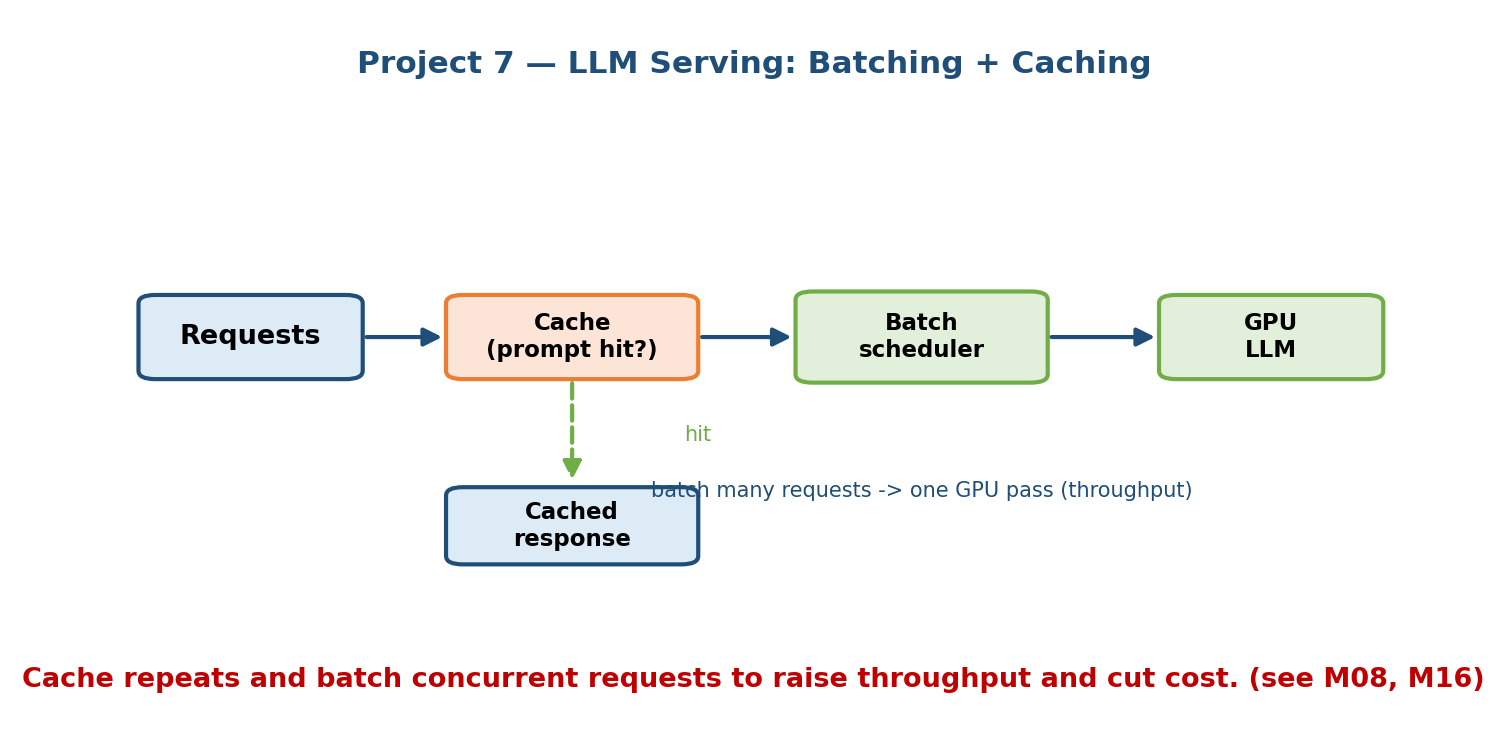 Project 7 — LLM Serving: Batching + Caching
Requests
Cache
(prompt hit?)
Batch
scheduler
GPU
LLM
hit
batch many requests -> one GPU pass (throughput)
Cached
response
Cache repeats and batch concurrent requests to raise throughput and cut cost. (see M08, M16)